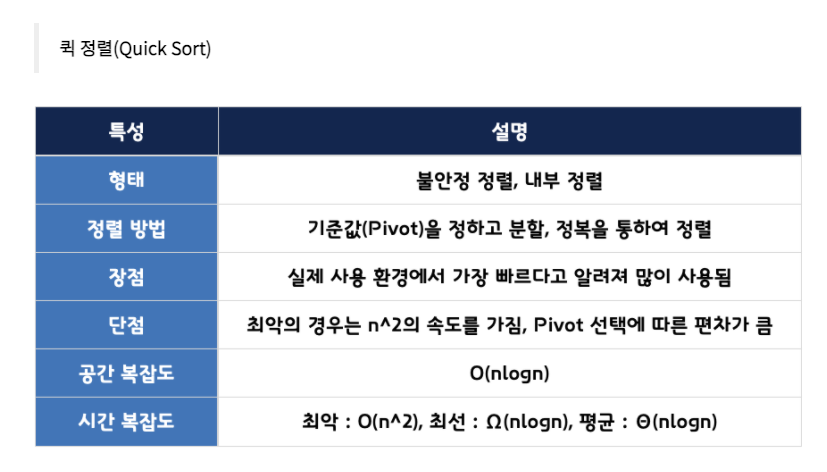 퀵 정렬(Quick Sort)
특성 설명
형태 불안정 정렬, 내부 정렬
정렬 방법 기준값(Pivot)을 정하고 분할, 정복을 통하여 정렬
장점 실제 사용 환경에서 가장 빠르다고 알려져 많이 사용됨
단점 최악의 경우는 n^2의 속도를 가짐, Pivot 선택에 따른 편차가 큼
공간 복잡도 O(nlogn)
시간 복잡도 최악 : O(n^2), 최선 : Ω(nlogn), 평균 : Θ(nlogn)